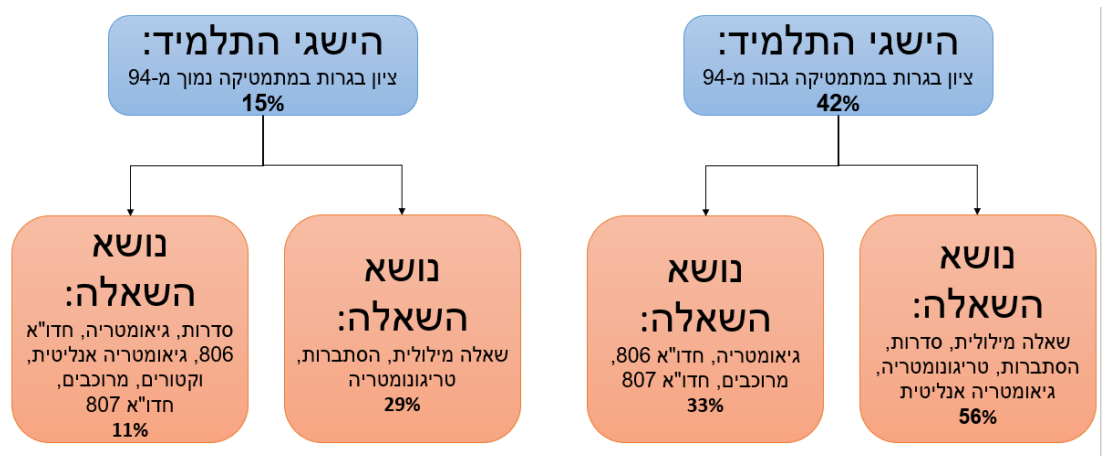 הישגי התלמיד:
ציון בגרות במתמטיקה גבוה מ-94
42%
הישגי התלמיד:
ציון בגרות במתמטיקה נמוך מ-94
15%
נושא
השאלה:
שאלה מילולית, סדרות,
הסתברות, טריגונומטריה,
גיאומטריה אנליטית
56%
נושא
השאלה:
גיאומטריה, חדו"א 806,
מרוכבים, חדו"א 807
33%
נושא
השאלה:
שאלה מילולית, הסתברות,
טריגונומטריה
29%
נושא
השאלה:
סדרות, גיאומטריה, חדו"א
806, גיאומטריה אנליטית,
וקטורים, מרוכבים,
חדו"א 807
11%